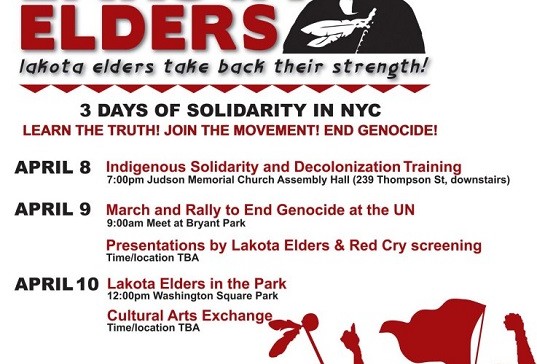 ELDERS
lakota elders take back their strength!
3 DAYS OF SOLIDARITY IN NYC
LEARN THE TRUTH! JOIN THE MOVEMENT! END GENOCIDE!
APRIL 8 Indigenous Solidarity and Decolonization Training
7:00pm Judson Memorial Church Assembly Hall (239 Thompson St, downstairs)
APRIL 9 March and Rally to End Genocide at the UN
9:00am Meet at Bryant Park
Presentations by Lakota Elders & Red Cry screening
Time/location TBA
APRIL 10 Lakota Elders in the Park
12:00pm Washington Square Park
Cultural Arts Exchange
Time/location TBA